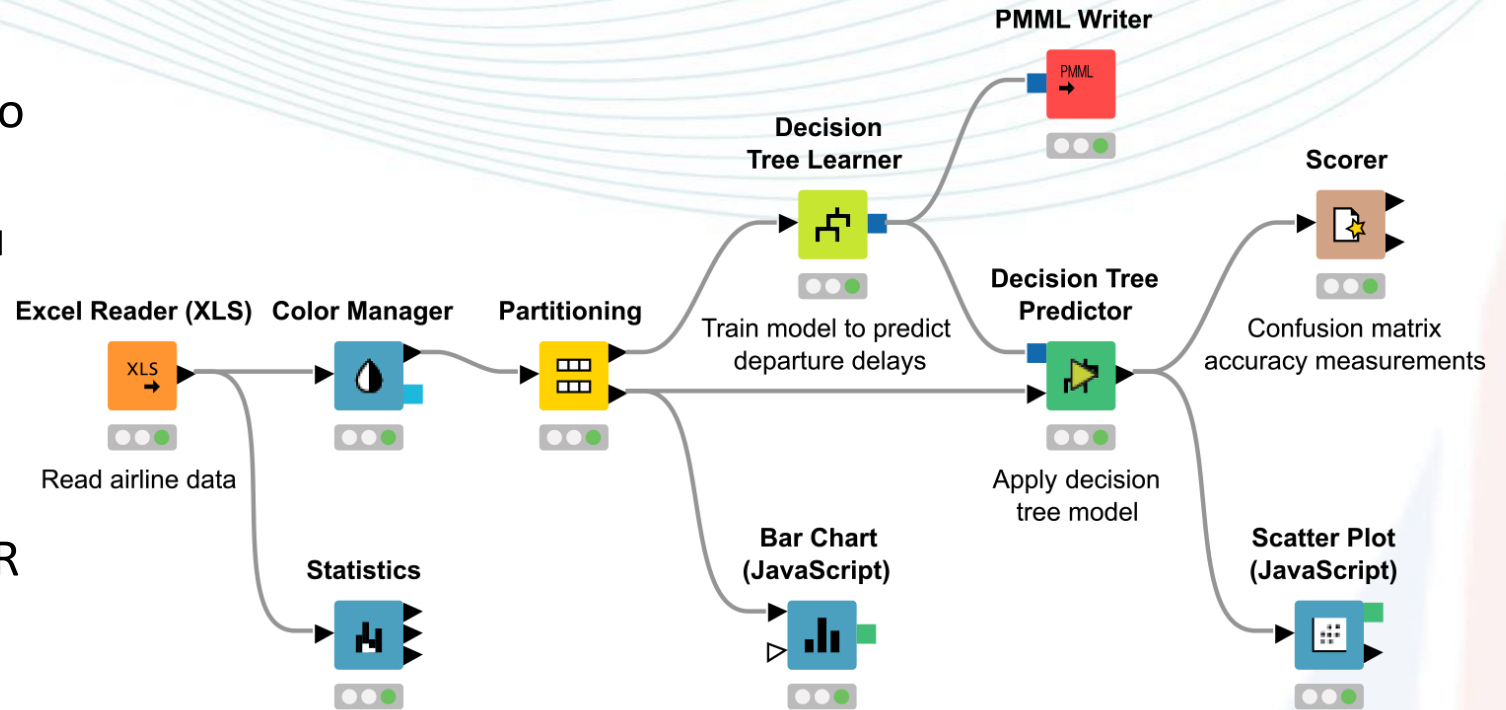 PMML Writer
PMML
o
Decision
Tree Learner
Scorer
Decision Tree
Predictor
Excel Reader (XLS)
Color Manager
Partitioning
Train model to predict
departure delays
Confusion matrix
accuracy measurements
XLS
Read airline data
Apply decision
tree model
Bar Chart
(JavaScript)
Scatter Plot
(JavaScript)
R
Statistics